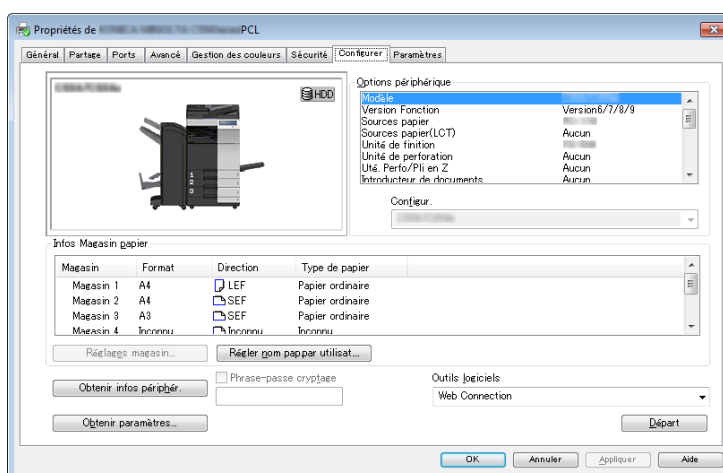 Propriétés de PCL
Général Partage Ports Avancé Gestion des couleurs Sécurité Configurer Paramètres
HDD
1
2
3
Options périphérique
Modèle
Version Fonction Version6/7/8/9
Sources papier
Sources papier(LCT) Aucun
Unité de finition
Unité de perforation Aucun
Uté. Perfo/Pli en Z Aucun
Introducteur de documents Aucun
Configur.
Infos Magasin papier
Magasin Format Direction Type de papier
Magasin 1 A4 LEF Papier ordinaire
Magasin 2 A4 SEF Papier ordinaire
Magasin 3 A3 SEF Papier ordinaire
Magasin 4 Inconnu Inconnu Inconnu
Réglages magasin... Régler nom pap.par utilisat...
Obtenir infos périphér. Phrase-passe cryptage
Obtenir paramètres...
Outils logiciels
Web Connection
Départ
OK Annuler Appliquer Aide